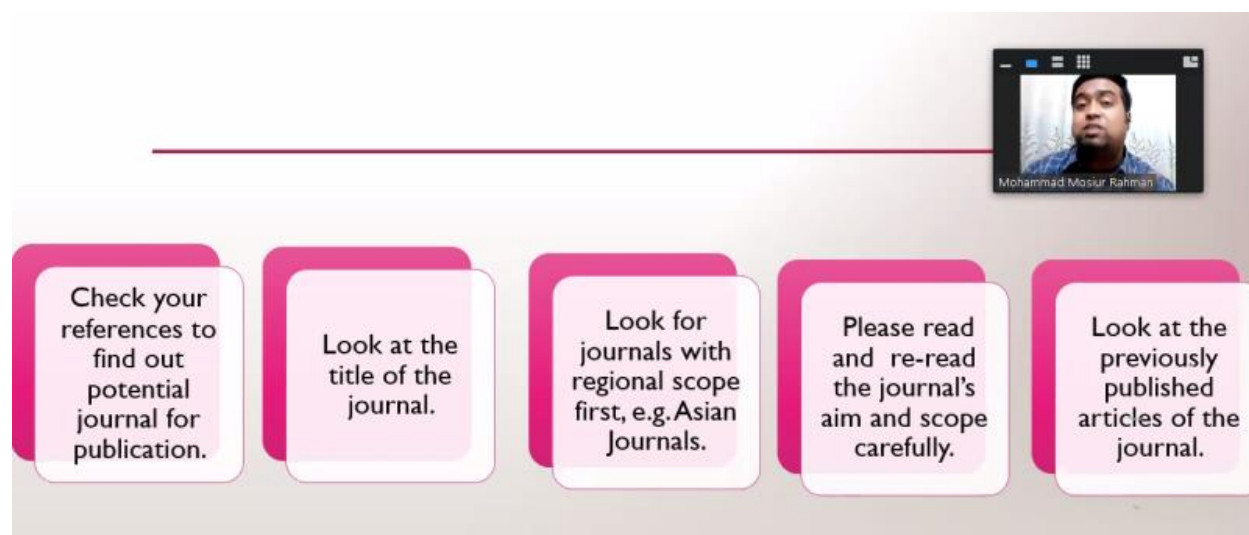 Mohammad Mosiur Rahman
Check your
references to
find out
potential
journal for
publication.
Look at the
title of the
journal.
Look for
journals with
regional scope
first, e.g. Asian
Journals.
Please read
and re-read
the journal's
aim and scope
carefully.
Look at the
previously
published
articles of the
journal.